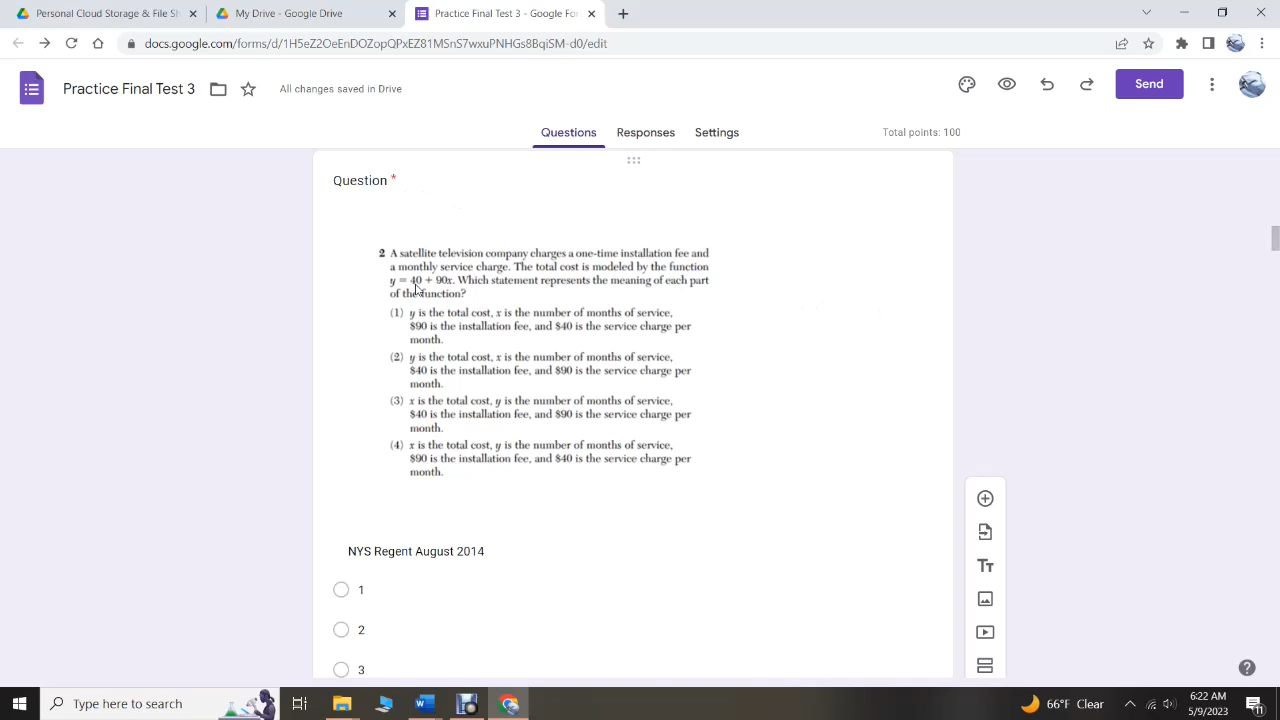 Personal Cloud Storage & File Sh
My Drive - Google Drive
Practice Final Test 3 - Google For
docs.google.com/forms/d/1H5eZ2OeEnDOZopQPxEZ81MSnS7wxuPNHGs8BqiSM-d0/edit
Practice Final Test 3
All changes saved in Drive
Send
Questions
Responses
Settings
Total points: 100
Question *
2 A satellite television company charges a one-time installation fee and
a monthly service charge. The total cost is modeled by the function
y = 40 + 90x. Which statement represents the meaning of each part
of the function?
(1) y is the total cost, x is the number of months of service,
$90 is the installation fee, and $40 is the service charge per
month.
(2) y is the total cost, x is the number of months of service,
$40 is the installation fee, and $90 is the service charge per
month.
(3) x is the total cost, y is the number of months of service,
$40 is the installation fee, and $90 is the service charge per
month.
(4) x is the total cost, y is the number of months of service,
$90 is the installation fee, and $40 is the service charge per
month.
NYS Regent August 2014
1
2
3
Tт
Type here to search
66°F Clear
6:22 AM
5/9/2023